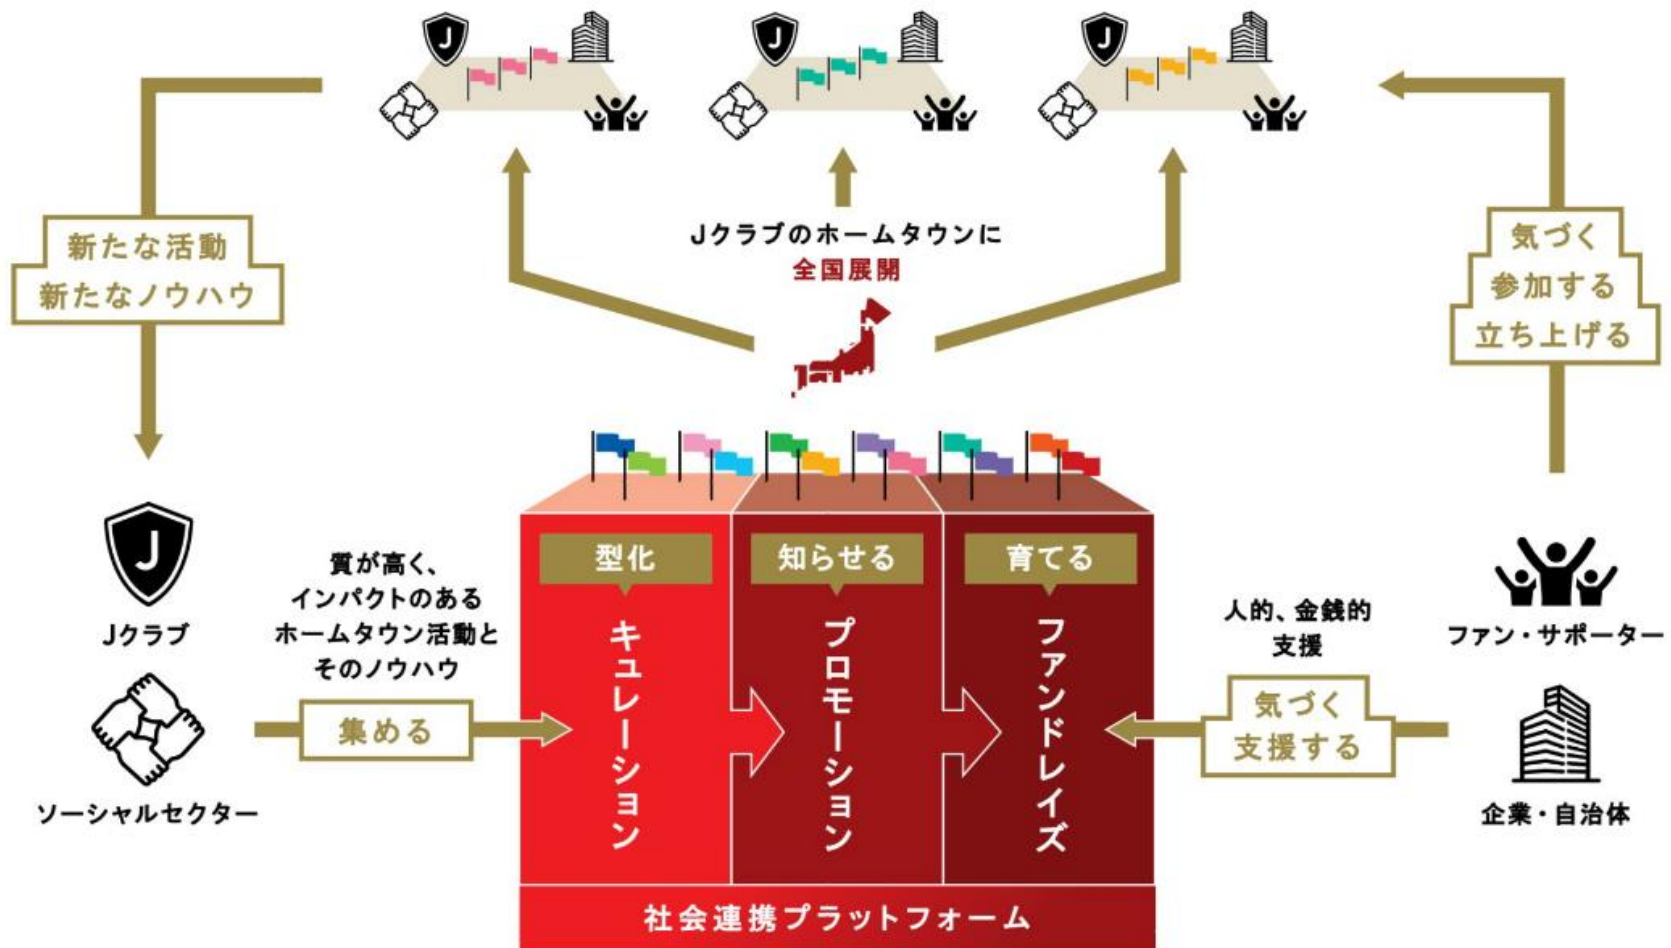 J
J
J
Jクラブのホームタウンに
全国展開
新たな活動
新たなノウハウ
気づく
参加する
立ち上げる
J
Jクラブ
ソーシャルセクター
質が高く、
インパクトのある
ホームタウン活動と
そのノウハウ
集める
型化
キュレーション
知らせる
プロモーション
育てる
ファンドレイズ
社会連携プラットフォーム
人的、金銭的
支援
気づく
支援する
ファン・サポーター
企業・自治体